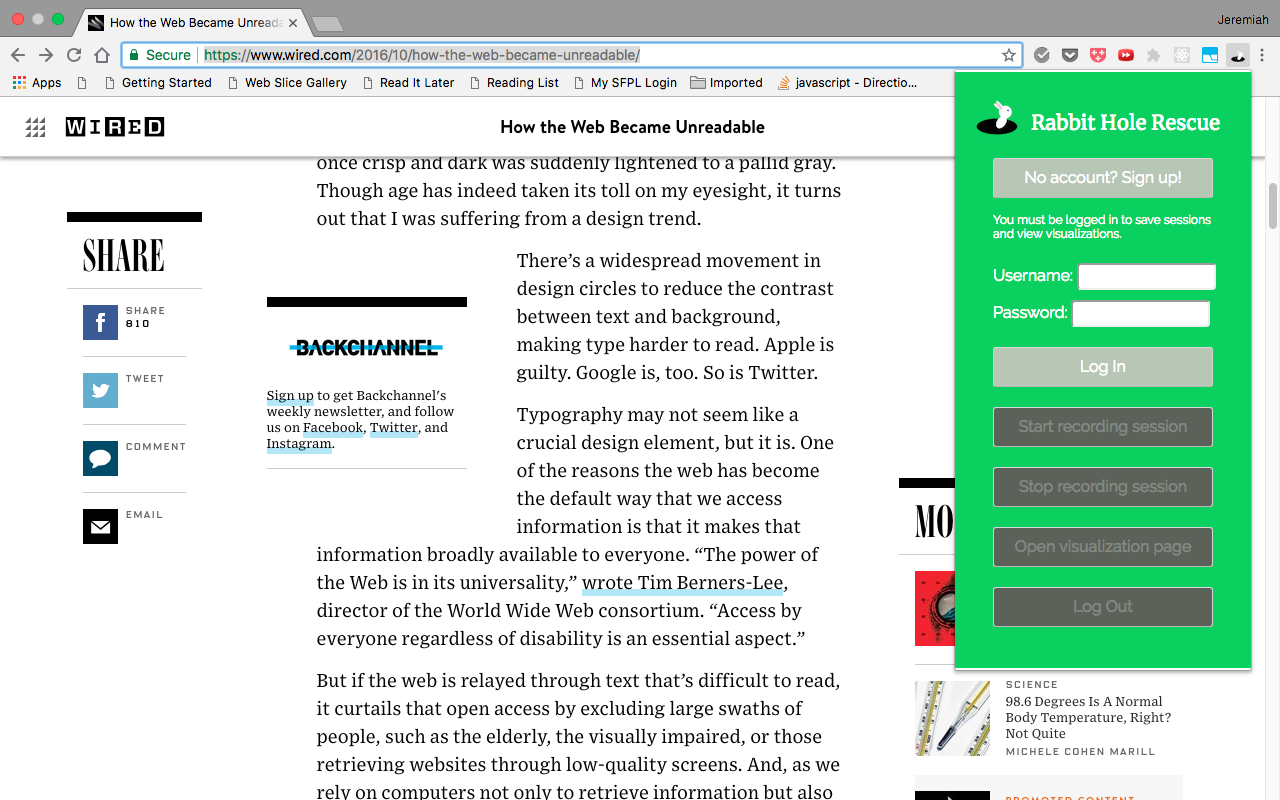 How the Web Became Unreada
Jeremiah
Secure https://www.wired.com/2016/10/how-the-web-became-unreadable/
Apps Getting Started Web Slice Gallery Read It Later Reading List My SFPL Login Imported javascript - Directio...
WIRED
How the Web Became Unreadable
once crisp and dark was suddenly lightened to a pallid gray.
Though age has indeed taken its toll on my eyesight, it turns
out that I was suffering from a design trend.
SHARE
SHARE
810
TWEET
COMMENT
EMAIL
BACKCHANNEL
Sign up to get Backchannel's
weekly newsletter, and follow
us on Facebook, Twitter, and
Instagram.
There’s a widespread movement in
design circles to reduce the contrast
between text and background,
making type harder to read. Apple is
guilty. Google is, too. So is Twitter.
Typography may not seem like a
crucial design element, but it is. One
of the reasons the web has become
the default way that we access
information is that it makes that
information broadly available to everyone. “The power of
the Web is in its universality,” wrote Tim Berners-Lee,
director of the World Wide Web consortium. “Access by
everyone regardless of disability is an essential aspect.”
But if the web is relayed through text that’s difficult to read,
it curtails that open access by excluding large swaths of
people, such as the elderly, the visually impaired, or those
retrieving websites through low-quality screens. And, as we
rely on computers not only to retrieve information but also
Rabbit Hole Rescue
No account? Sign up!
You must be logged in to save sessions
and view visualizations.
Username:
Password:
Log In
Start recording session
Stop recording session
Open visualization page
Log Out
MO
SCIENCE
98.6 Degrees Is A Normal
Body Temperature, Right?
Not Quite
MICHELE COHEN MARILL
PROMOTED CONTENT